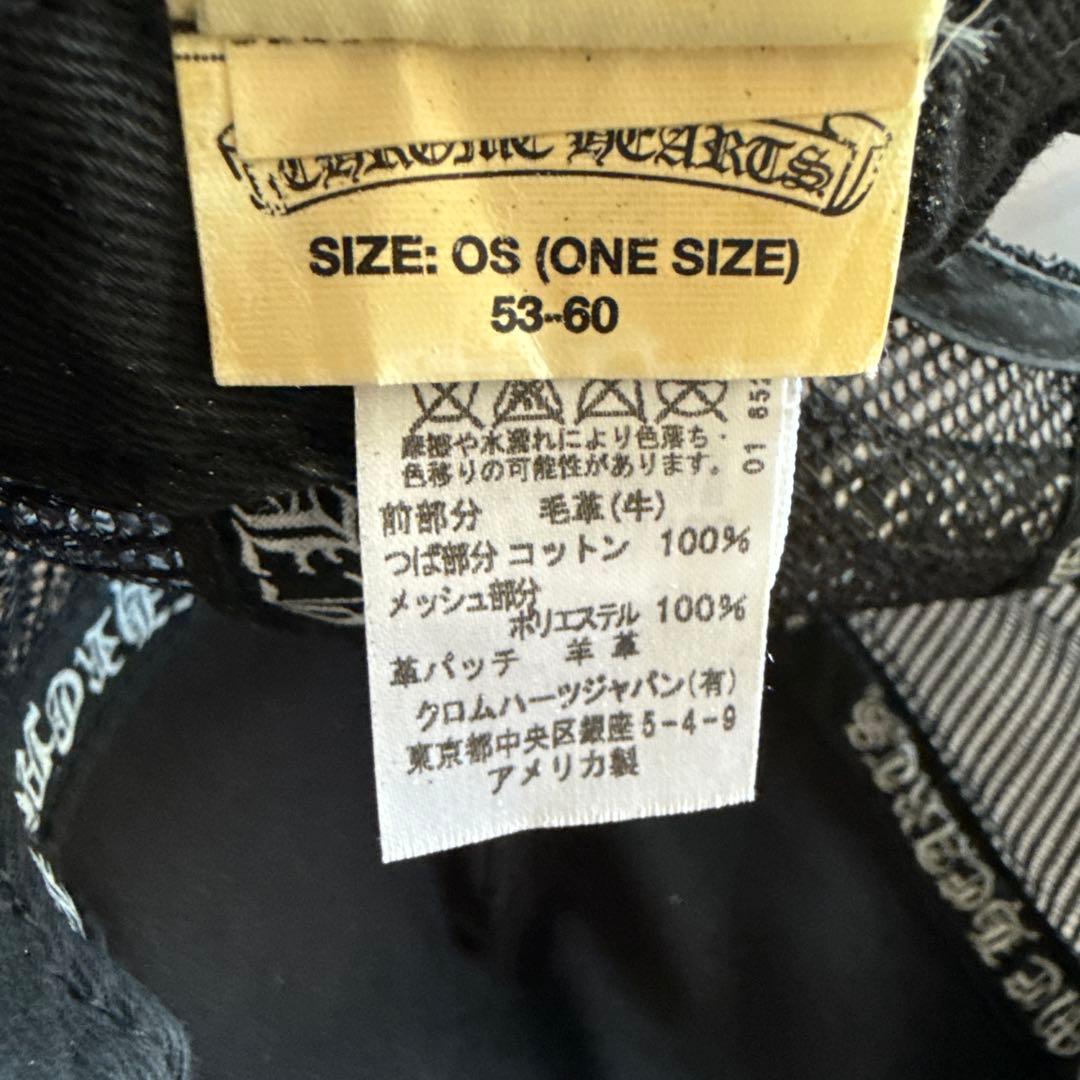 CHROME HEARTS
SIZE: OS (ONE SIZE)
53-60
摩擦や水濡れにより色落ち・
色移りの可能性があります。
01
前部分 毛革(牛)
つば部分 コットン 100%
メッシュ部分
ポリエステル 100%
革パッチ 羊革
クロムハーツジャパン(有)
東京都中央区銀座5-4-9
アメリカ製
HEARTS